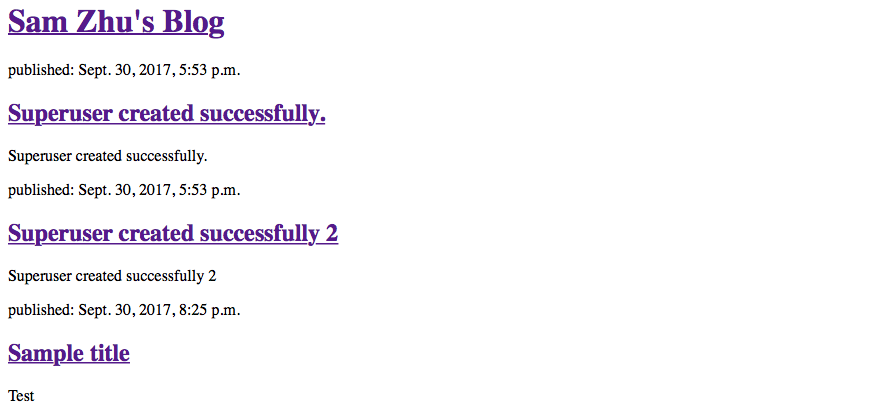 Sam Zhu's Blog
published: Sept. 30, 2017, 5:53 p.m.
Superuser created successfully.
Superuser created successfully.
published: Sept. 30, 2017, 5:53 p.m.
Superuser created successfully 2
Superuser created successfully 2
published: Sept. 30, 2017, 8:25 p.m.
Sample title
Test